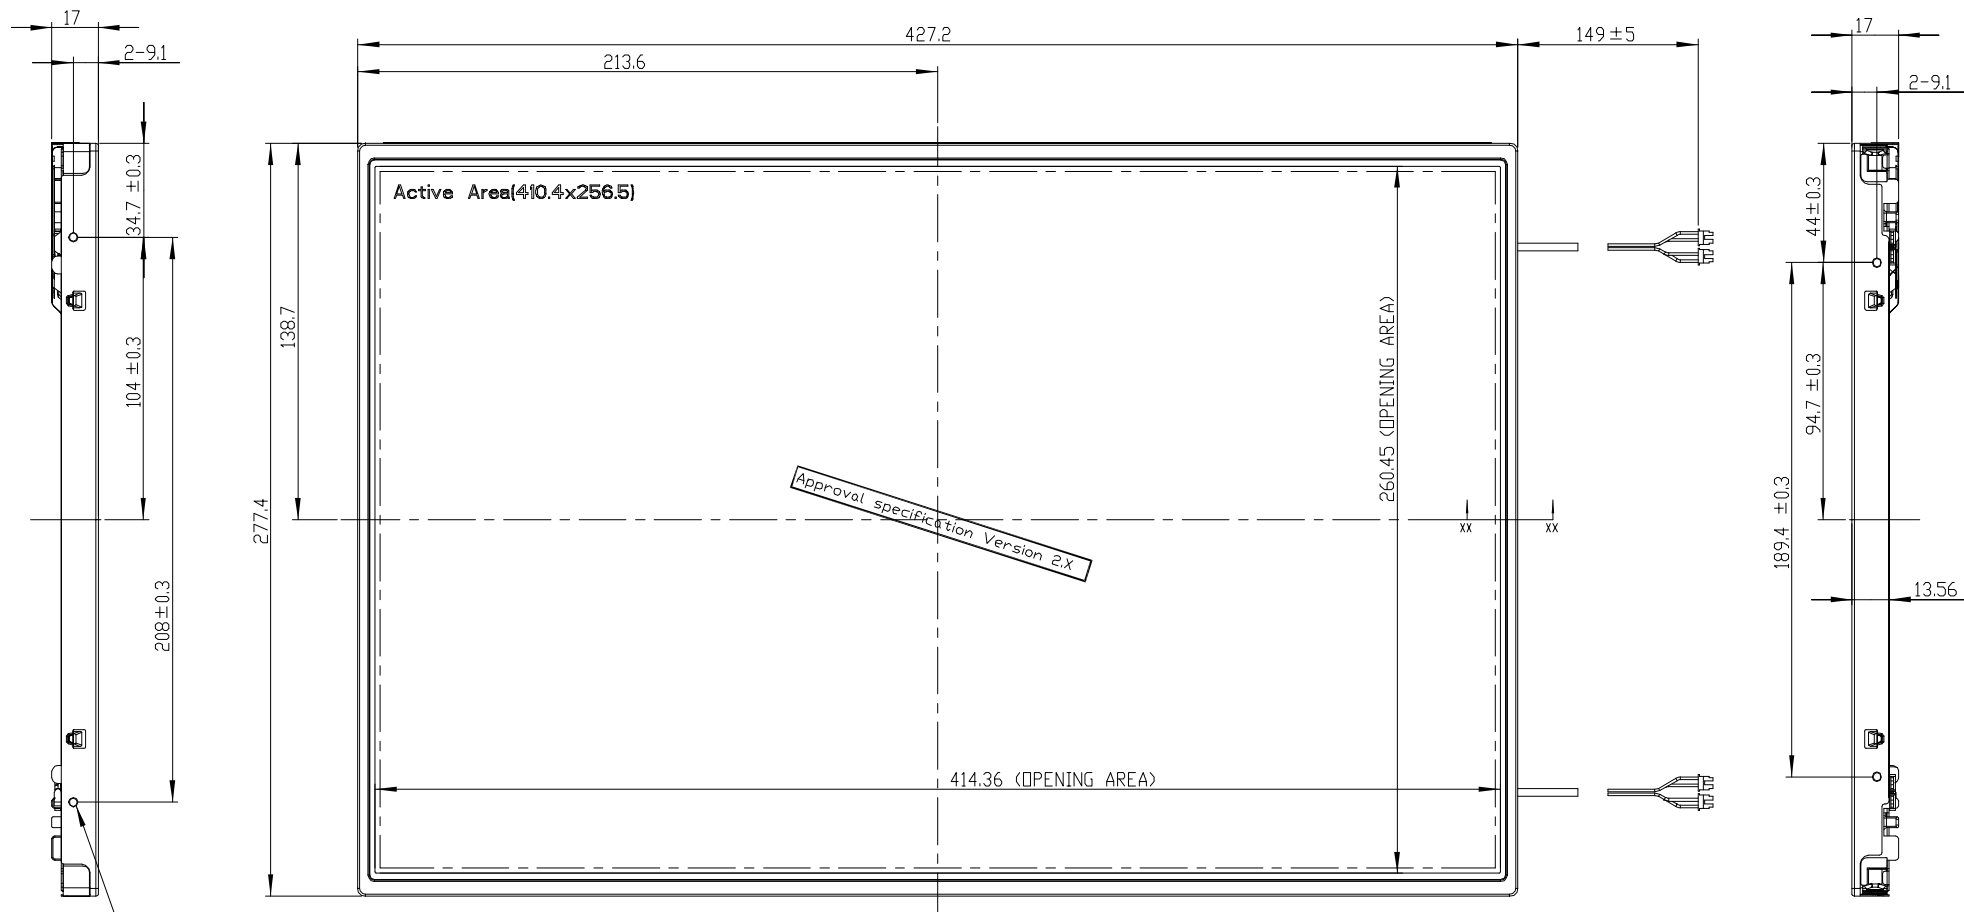 17
2-9.1
34.7 ±0.3
104 ±0.3
208±0.3
427.2
213.6
149±5
138.7
277.4
Active Area(410.4x256.5)
260.45 (OPENING AREA)
Approval specification Version 2.X
XX
XX
414.36 (OPENING AREA)
17
2-9.1
44±0.3
94.7 ±0.3
189.4 ±0.3
13.56